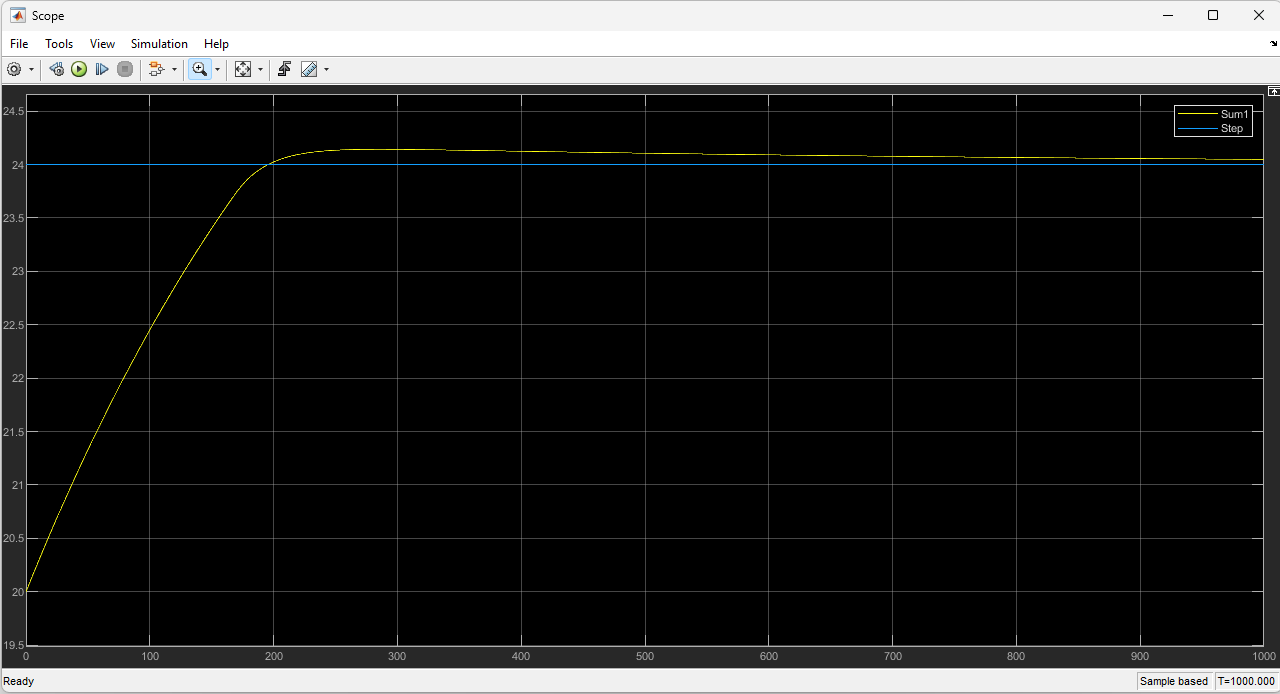 Scope
File Tools View Simulation Help
24.5
24
23.5
23
22.5
22
21.5
21
20.5
20
19.5
Sum1
Step
0 100 200 300 400 500 600 700 800 900 1000
Ready
Sample based T=1000.000